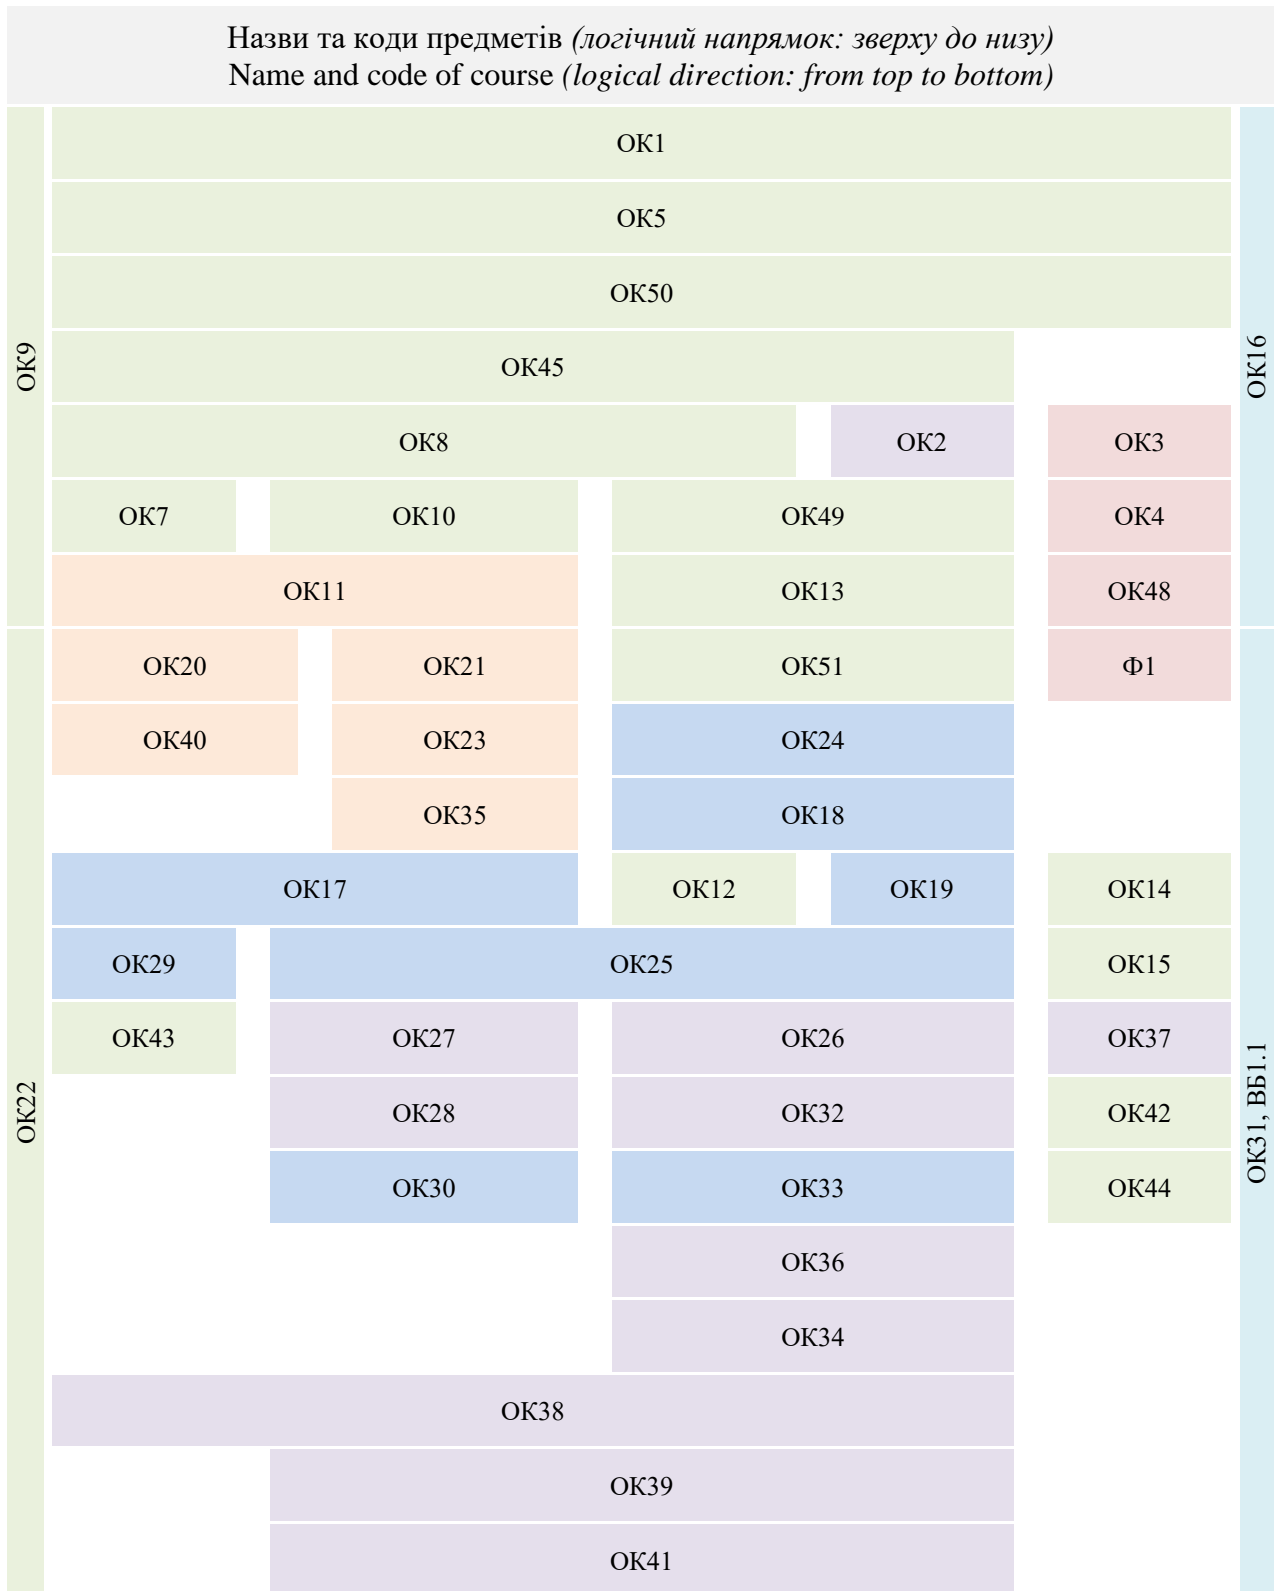 Назви та коди предметів (логічний напрямок: зверху до низу)
Name and code of course (logical direction: from top to bottom)
ОК9
ОК16
ОК1
ОК5
ОК50
ОК45
ОК8
ОК2
ОК3
ОК7
ОК10
ОК49
ОК4
ОК11
ОК13
ОК48
ОК22
ОК31, ВБ1.1
ОК20
ОК21
ОК51
Ф1
ОК40
ОК23
ОК24
ОК35
ОК18
ОК17
ОК12
ОК19
ОК14
ОК29
ОК25
ОК15
ОК43
ОК27
ОК26
ОК37
ОК28
ОК32
ОК42
ОК30
ОК33
ОК44
ОК36
ОК34
ОК38
ОК39
ОК41